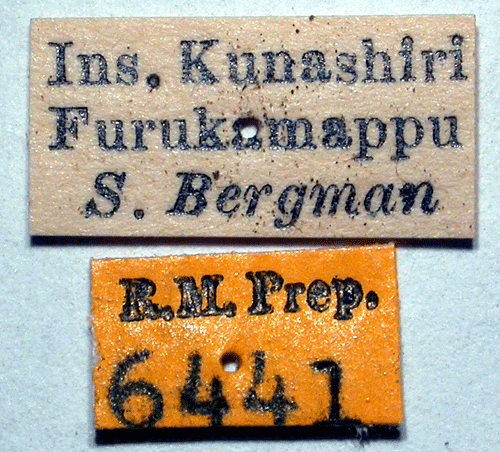 Ins. Kunashiri
Furukamappu
S. Bergman
R.M. Prep.
6441